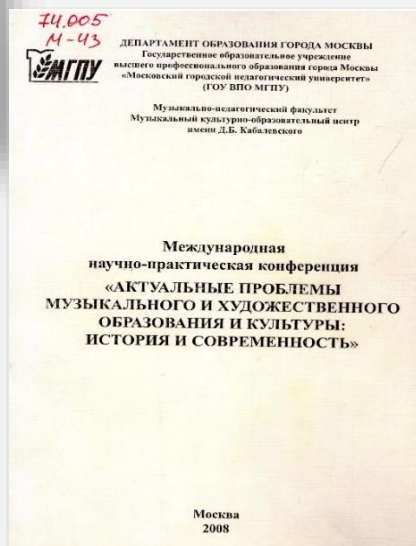 74.005
М-43
МГПУ
ДЕПАРТАМЕНТ ОБРАЗОВАНИЯ ГОРОДА МОСКВЫ
Государственное образовательное учреждение
высшего профессионального образования города Москвы
«Московский городской педагогический университет»
(ГОУ ВПО МГПУ)
Музыкально-педагогический факультет
Музыкальный культурно-образовательный центр
имени Д.Б. Кабалевского
Международная
научно-практическая конференция
«АКТУАЛЬНЫЕ ПРОБЛЕМЫ
МУЗЫКАЛЬНОГО И ХУДОЖЕСТВЕННОГО
ОБРАЗОВАНИЯ И КУЛЬТУРЫ:
ИСТОРИЯ И СОВРЕМЕННОСТЬ»
Москва
2008